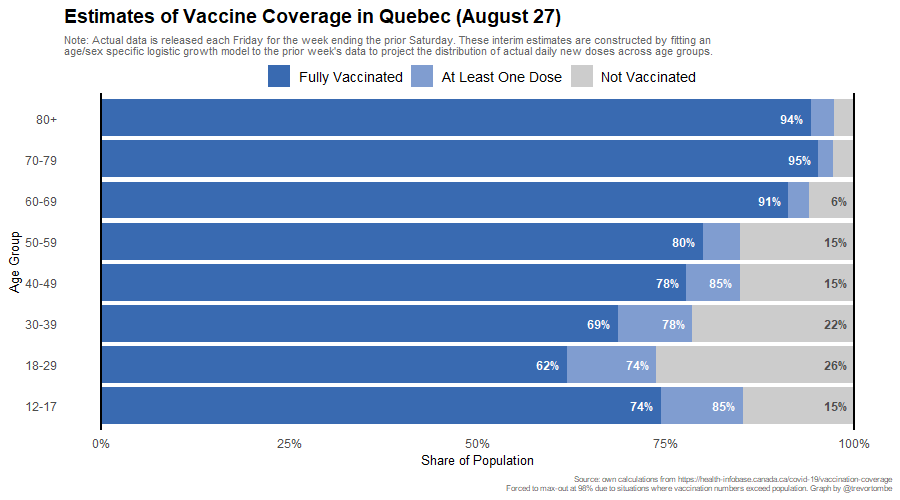 Estimates of Vaccine Coverage in Quebec (August 27)
Note: Actual data is released each Friday for the week ending the prior Saturday. These interim estimates are constructed by fitting an
age/sex specific logistic growth model to the prior week's data to project the distribution of actual daily new doses across age groups.
Fully Vaccinated At Least One Dose Not Vaccinated
80+ 94%
70-79 95%
60-69 91% 6%
50-59 80% 15%
40-49 78% 85% 15%
30-39 69% 78% 22%
18-29 62% 74% 26%
12-17 74% 85% 15%
Age Group
0% 25% 50% 75% 100%
Share of Population
Source: own calculations from https://health-infobase.canada.ca/covid-19/vaccination-coverage
Forced to max-out at 98% due to situations where vaccination numbers exceed population. Graph by @trevortombe